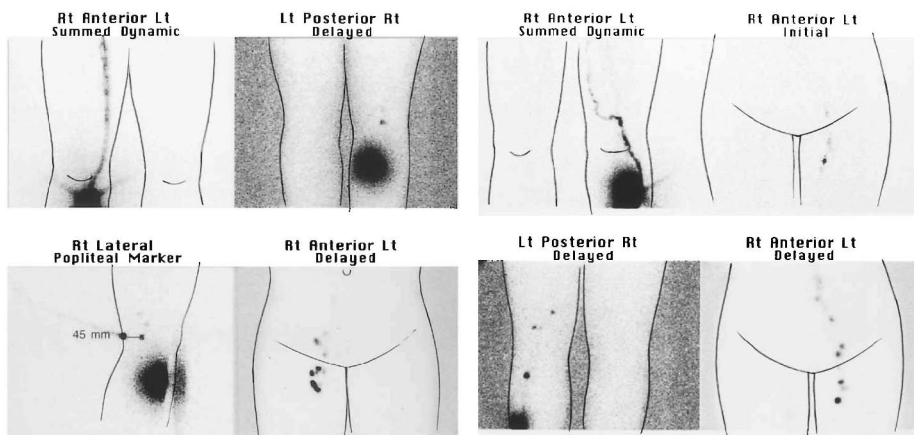 Rt Anterior Lt
Summed Dynamic
Lt Posterior Rt
Delayed
Rt Anterior Lt
Summed Dynamic
Rt Anterior Lt
Initial
Rt Lateral
Popliteal Marker
45 mm
Rt Anterior Lt
Delayed
Lt Posterior Rt
Delayed
Rt Anterior Lt
Delayed